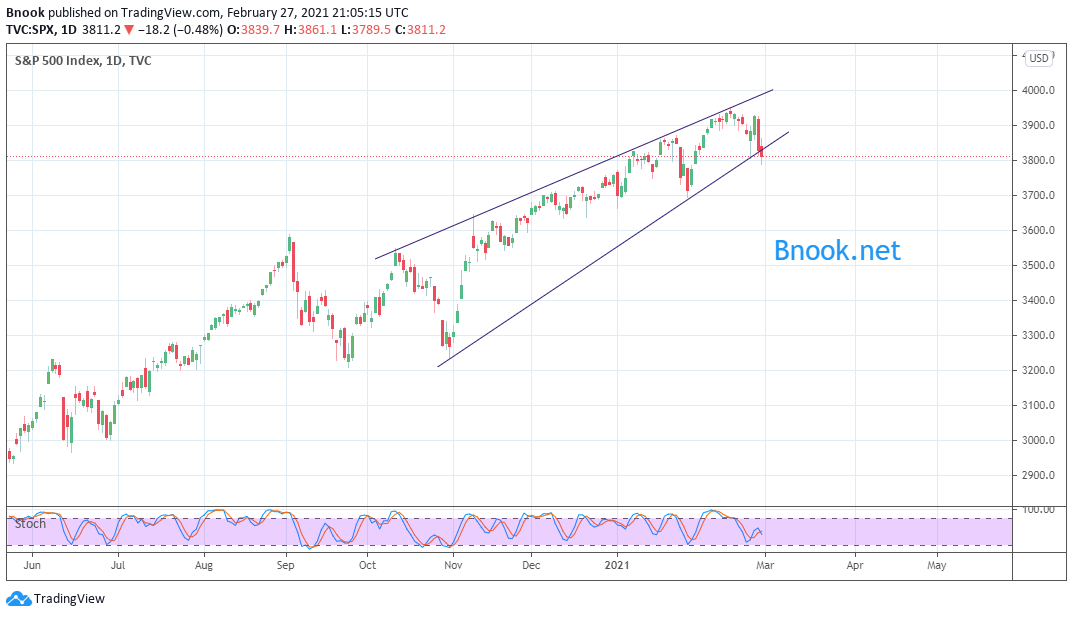 Bnook published on TradingView.com, February 27, 2021 21:05:15 UTC
TVC:SPX, 1D 3811.2 ▼ −18.2 (−0.48%) O:3839.7 H:3861.1 L:3789.5 C:3811.2
S&P 500 Index, 1D, TVC
USD
4000.0
3900.0
3800.0
3700.0
3600.0
Bnook.net
3500.0
3400.0
3300.0
3200.0
3100.0
3000.0
2900.0
100.00
Stoch
Jun Jul Aug Sep Oct Nov Dec 2021 Mar Apr May
TradingView